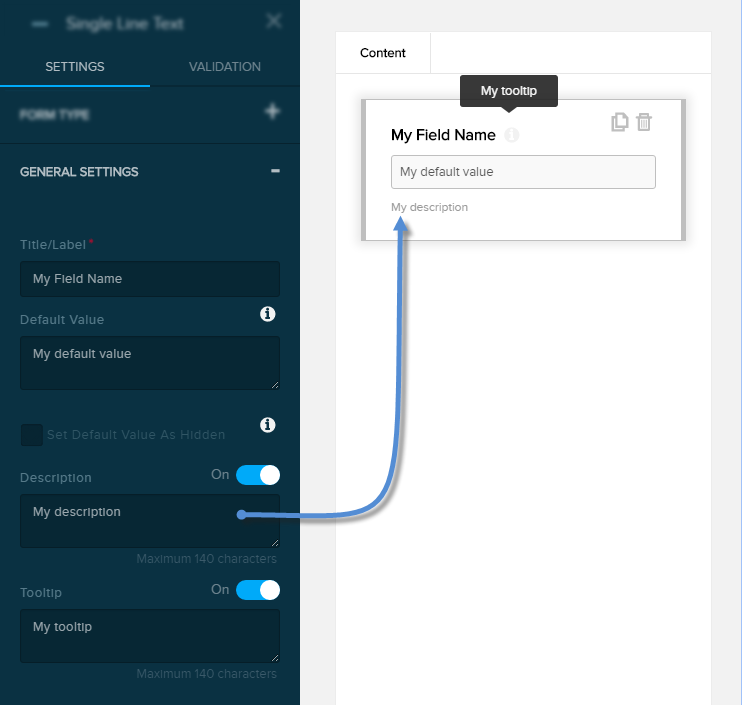 Single Line Text
SETTINGS
VALIDATION
FORM TYPE
GENERAL SETTINGS
Title/Label*
My Field Name
Default Value
My default value
Set Default Value As Hidden
Description
On
My description
Maximum 140 characters
Tooltip
On
My tooltip
Maximum 140 characters
Content
My tooltip
My Field Name
My default value
My description